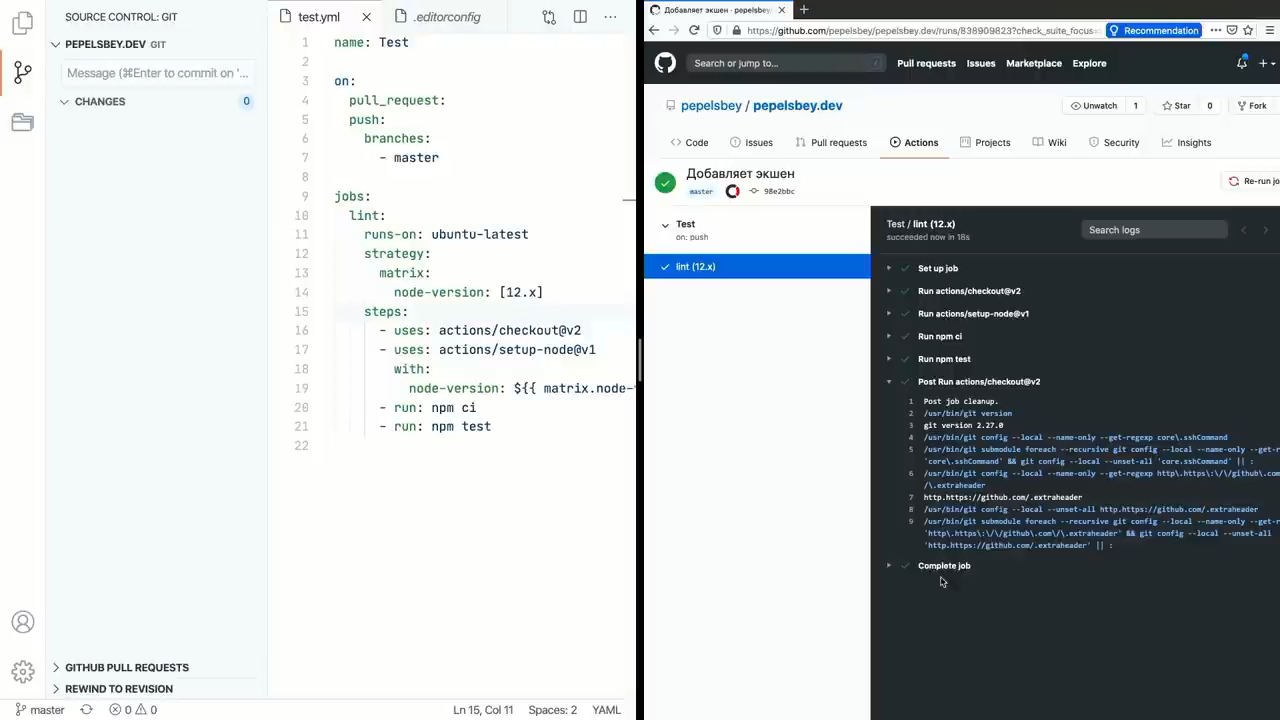 SOURCE CONTROL: GIT
PEPELSBEY.DEV GIT
Message (⌘Enter to commit on '...
CHANGES 0
GITHUB PULL REQUESTS
REWIND TO REVISION
master 0 0
test.yml
.editorconfig
1 name: Test
2
3 on:
4 pull_request:
5 push:
6 branches:
7 - master
8
9 jobs:
10 lint:
11 runs-on: ubuntu-latest
12 strategy:
13 matrix:
14 node-version: [12.x]
15 steps:
16 - uses: actions/checkout@v2
17 - uses: actions/setup-node@v1
18 with:
19 node-version: ${{ matrix.node-
20 - run: npm ci
21 - run: npm test
22
Ln 15, Col 11 Spaces: 2 YAML
Добавляет экшен · pepelsbey
https://github.com/pepelsbey/pepelsbey.dev/runs/838909823?check_suite_focus= Recommendation
Search or jump to... / Pull requests Issues Marketplace Explore
pepelsbey / pepelsbey.dev Unwatch 1 Star 0 Fork
Code Issues Pull requests Actions Projects Wiki Security Insights
Добавляет экшен
master 98e2bbc
Re-run jo
Test
on: push
lint (12.x)
Test / lint (12.x)
succeeded now in 18s
Search logs
Set up job
Run actions/checkout@v2
Run actions/setup-node@v1
Run npm ci
Run npm test
Post Run actions/checkout@v2
1 Post job cleanup.
2 /usr/bin/git version
3 git version 2.27.0
4 /usr/bin/git config --local --name-only --get-regexp core\.sshCommand
5 /usr/bin/git submodule foreach --recursive git config --local --name-only --get-r
'core\.sshCommand' && git config --local --unset-all 'core.sshCommand' || :
6 /usr/bin/git config --local --name-only --get-regexp http\.https\:\/\/github\.com
/\.extraheader
7 http.https://github.com/.extraheader
8 /usr/bin/git config --local --unset-all http.https://github.com/.extraheader
9 /usr/bin/git submodule foreach --recursive git config --local --name-only --get-r
'http\.https\:\/\/github\.com\/\.extraheader' && git config --local --unset-all
'http.https://github.com/.extraheader' || :
Complete job